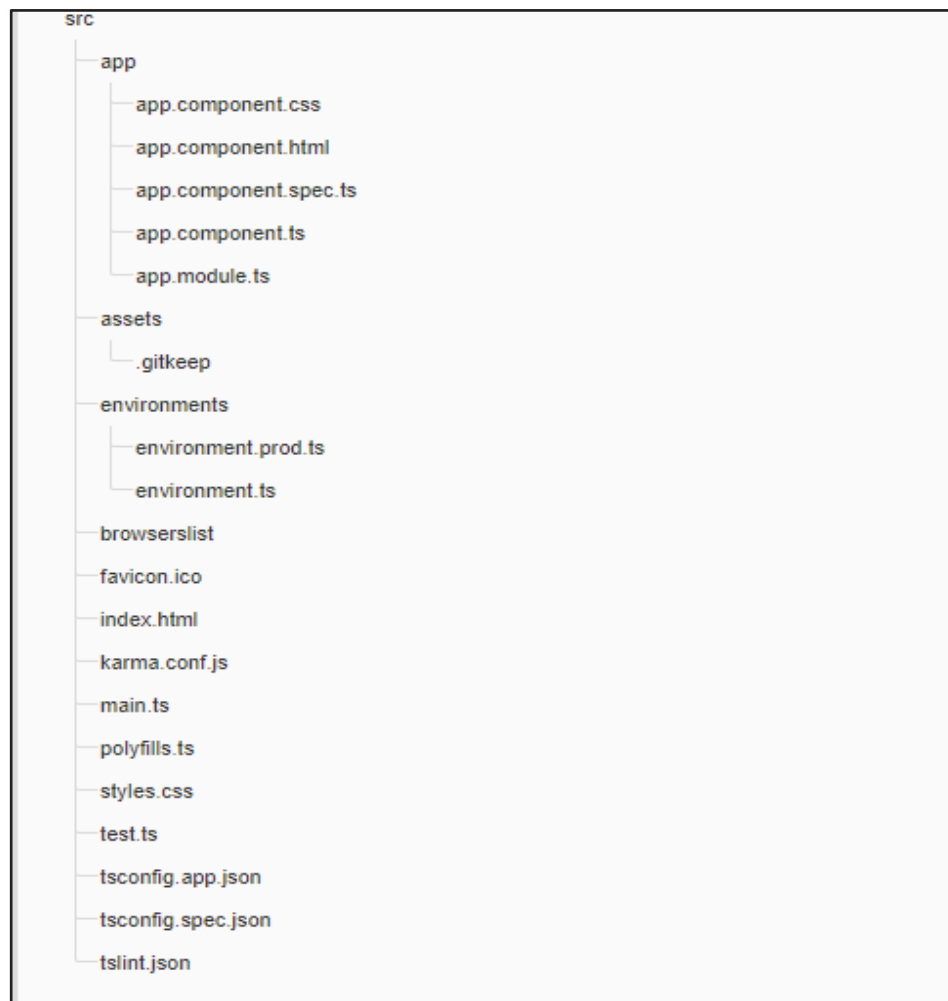 src
app
app.component.css
app.component.html
app.component.spec.ts
app.component.ts
app.module.ts
assets
.gitkeep
environments
environment.prod.ts
environment.ts
browserslist
favicon.ico
index.html
karma.conf.js
main.ts
polyfills.ts
styles.css
test.ts
tsconfig.app.json
tsconfig.spec.json
tslint.json